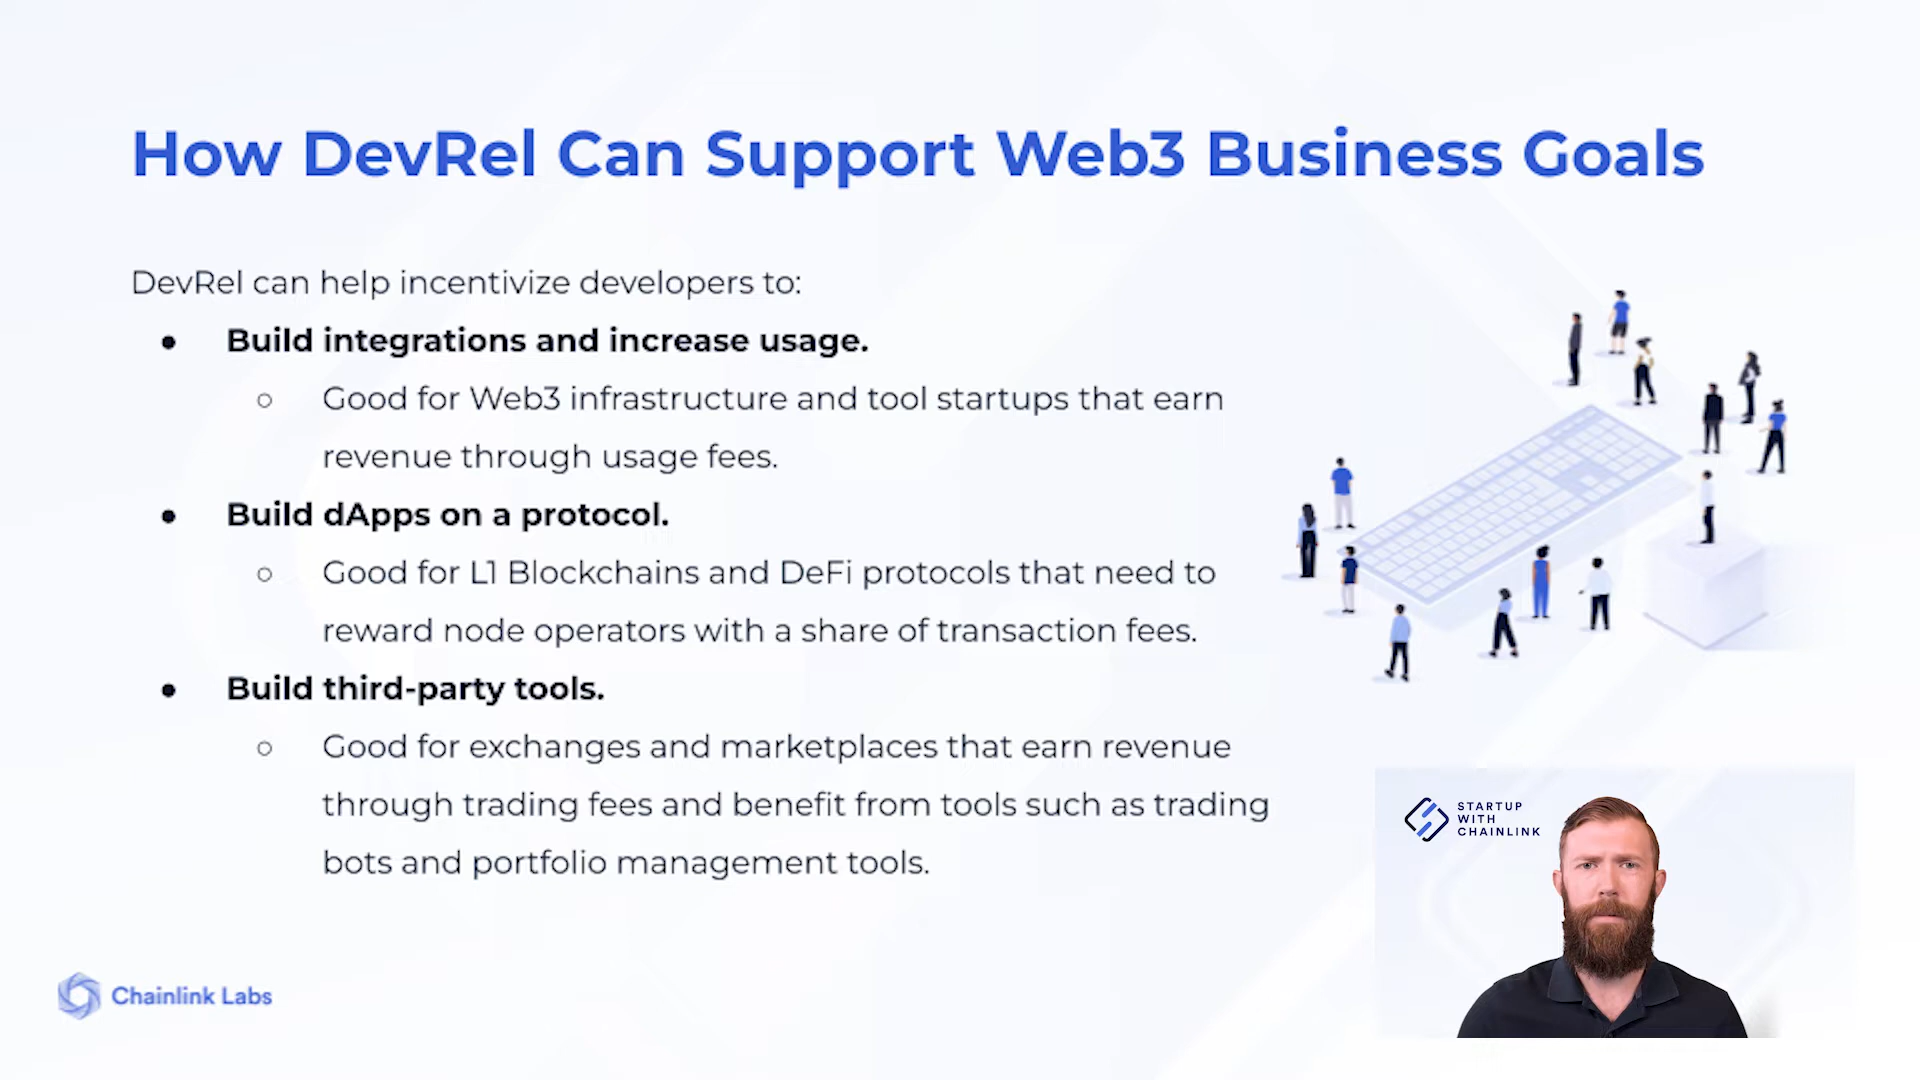 How DevRel Can Support Web3 Business Goals
DevRel can help incentivize developers to:
● Build integrations and increase usage.
○ Good for Web3 infrastructure and tool startups that earn
revenue through usage fees.
● Build dApps on a protocol.
○ Good for L1 Blockchains and DeFi protocols that need to
reward node operators with a share of transaction fees.
● Build third-party tools.
○ Good for exchanges and marketplaces that earn revenue
through trading fees and benefit from tools such as trading
bots and portfolio management tools.
STARTUP
WITH
CHAINLINK
Chainlink Labs